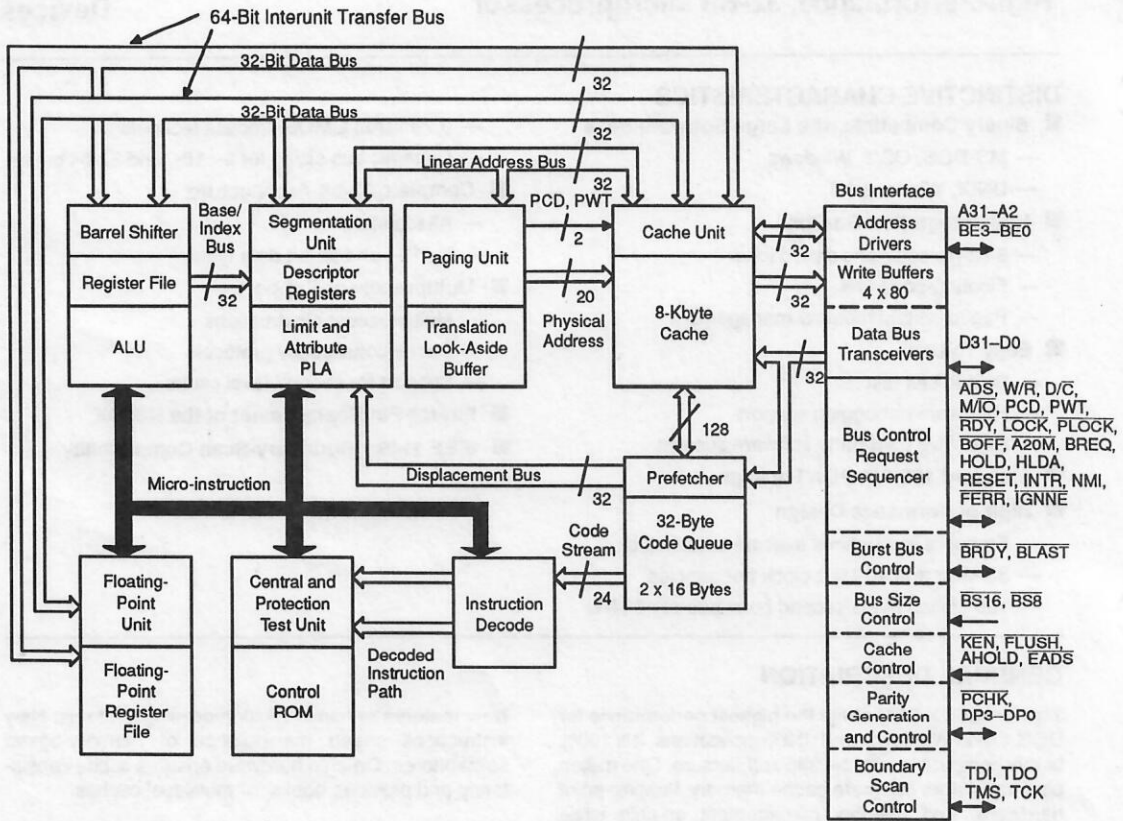 64-Bit Interunit Transfer Bus
32-Bit Data Bus
32
32-Bit Data Bus
32
Linear Address Bus
32
PCD, PWT
2
20
Physical
Address
Barrel Shifter
Register File
ALU
Base/
Index
Bus
32
Segmentation
Unit
Descriptor
Registers
Limit and
Attribute
PLA
Paging Unit
Translation
Look-Aside
Buffer
Cache Unit
8-Kbyte
Cache
32
32
32
128
Bus Interface
Address
Drivers
Write Buffers
4 x 80
Data Bus
Transceivers
Bus Control
Request
Sequencer
Burst Bus
Control
Bus Size
Control
Cache
Control
Parity
Generation
and Control
Boundary
Scan
Control
A31–A2
BE3–BE0
D31–D0
ADS, W/R, D/C,
M/IO, PCD, PWT,
RDY, LOCK, PLOCK,
BOFF, A20M, BREQ,
HOLD, HLDA,
RESET, INTR, NMI,
FERR, IGNNE
BRDY, BLAST
BS16, BS8
KEN, FLUSH,
AHOLD, EADS
PCHK,
DP3–DP0
TDI, TDO
TMS, TCK
Displacement Bus
32
Micro-instruction
Prefetcher
32-Byte
Code Queue
2 x 16 Bytes
Code
Stream
24
Instruction
Decode
Decoded
Instruction
Path
Central and
Protection
Test Unit
Control
ROM
Floating-
Point
Unit
Floating-
Point
Register
File